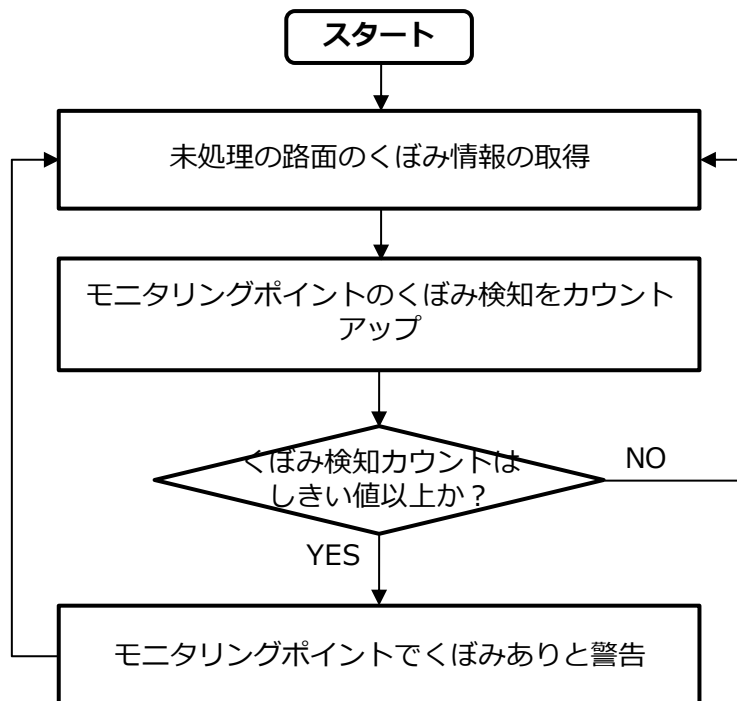 スタート
未処理の路面のくぼみ情報の取得
モニタリングポイントのくぼみ検知をカウント
アップ
くぼみ検知カウントは
しきい値以上か？
NO
YES
モニタリングポイントでくぼみありと警告